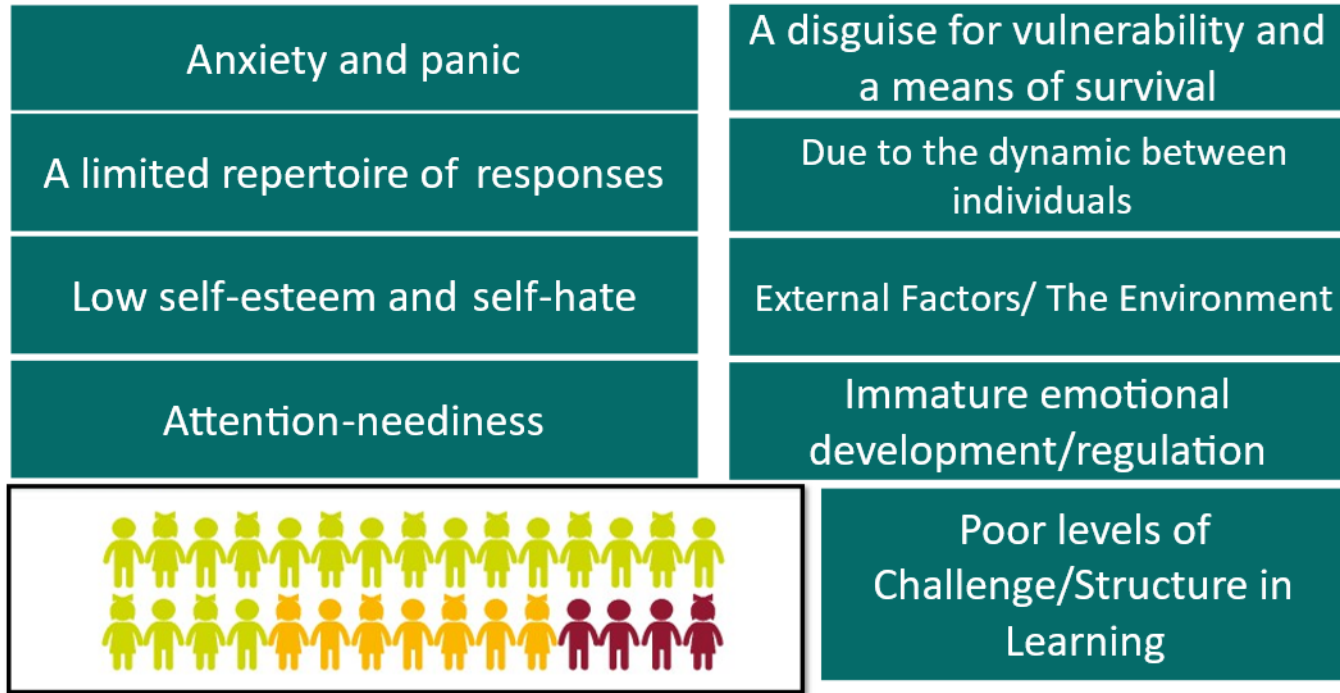 Anxiety and panic
A disguise for vulnerability and
a means of survival
A limited repertoire of responses
Due to the dynamic between
individuals
Low self-esteem and self-hate
External Factors/ The Environment
Attention-neediness
Immature emotional
development/regulation
Poor levels of
Challenge/Structure in
Learning